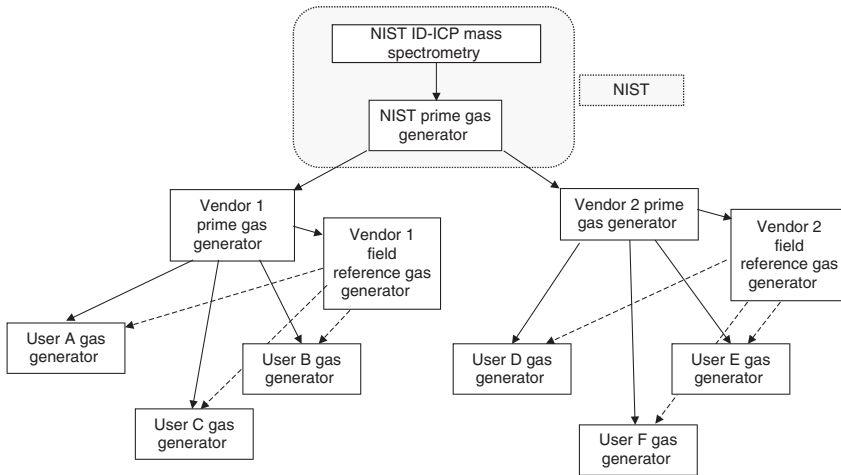 NIST ID-ICP mass
spectrometry
NIST
NIST prime gas
generator
Vendor 1
prime gas
generator
Vendor 1
field
reference gas
generator
Vendor 2 prime
gas generator
Vendor 2
field
reference gas
generator
User A gas
generator
User B gas
generator
User C gas
generator
User D gas
generator
User E gas
generator
User F gas
generator